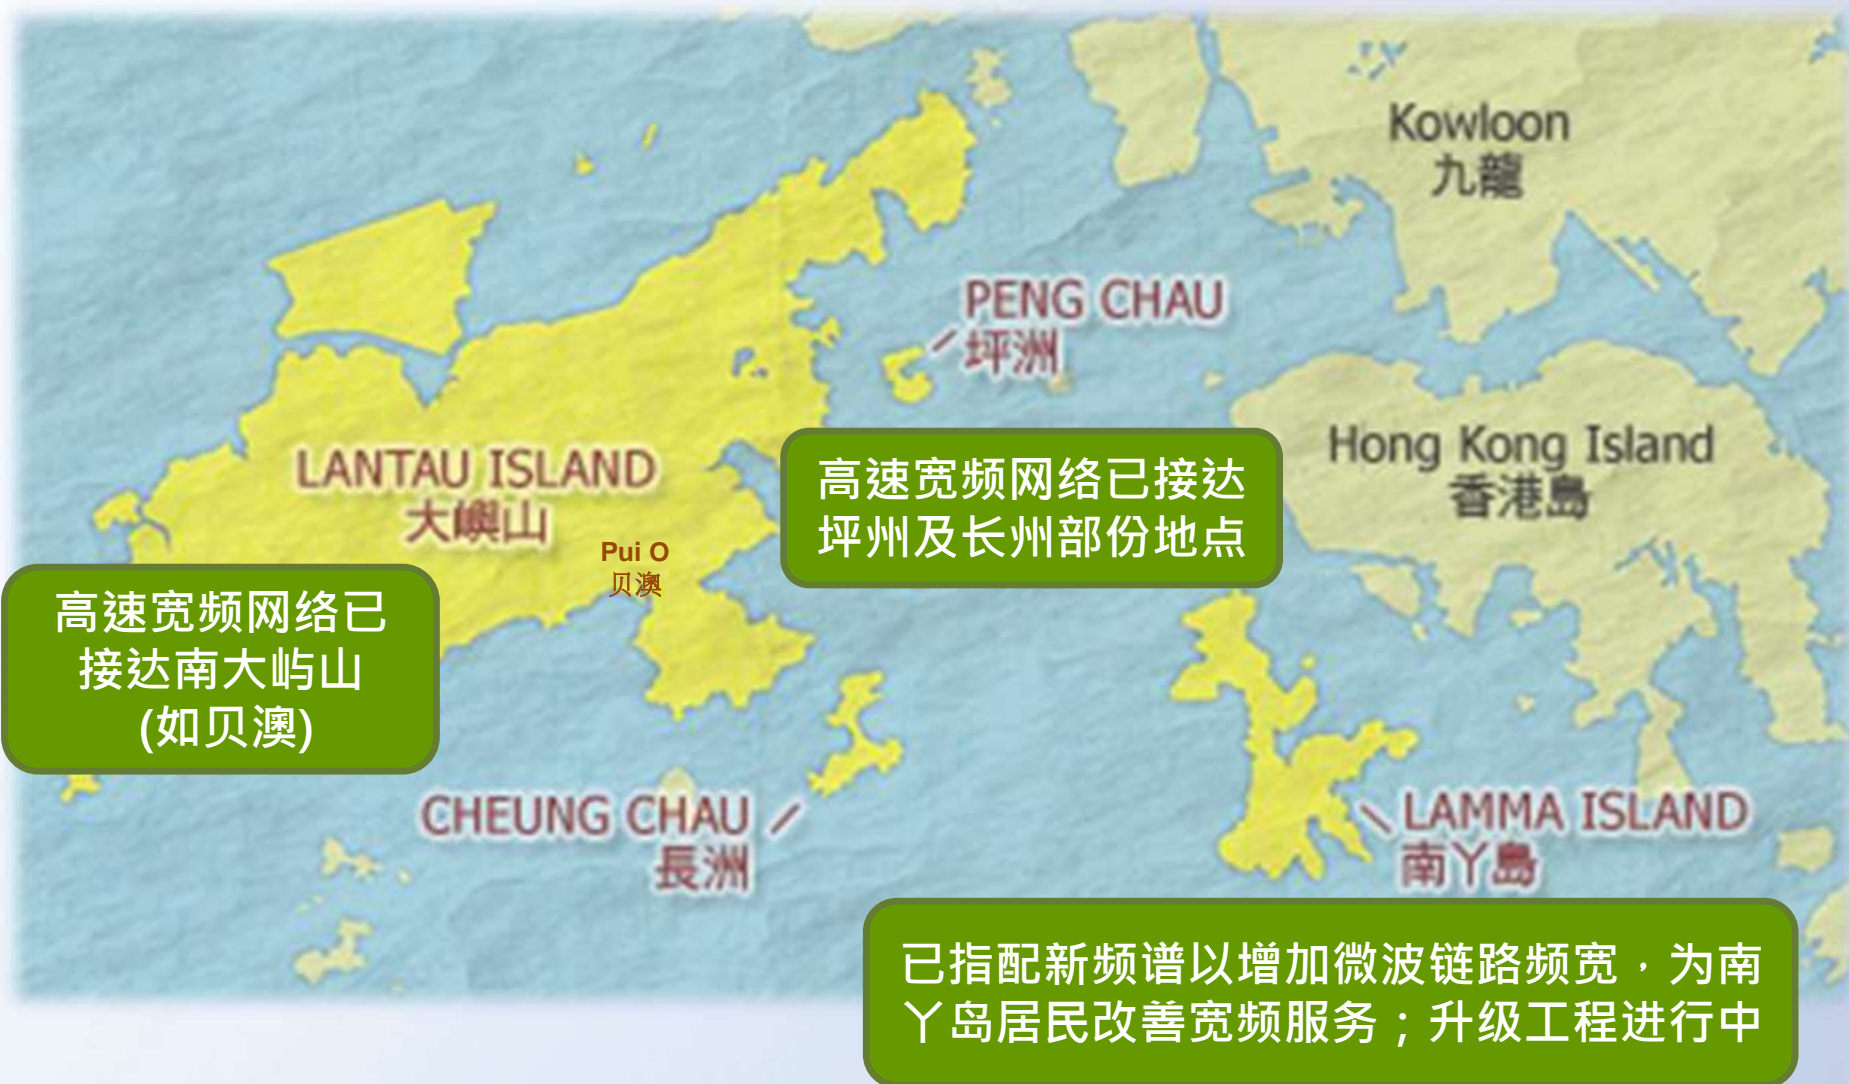 Kowloon
九龍
PENG CHAU
坪洲
Hong Kong Island
香港島
LANTAU ISLAND
大嶼山
高速宽频网络已接达
坪州及长州部份地点
Pui O
贝澳
高速宽频网络已
接达南大屿山
(如贝澳)
CHEUNG CHAU
長洲
LAMMA ISLAND
南丫島
已指配新频谱以增加微波链路频宽，为南
丫岛居民改善宽频服务；升级工程进行中